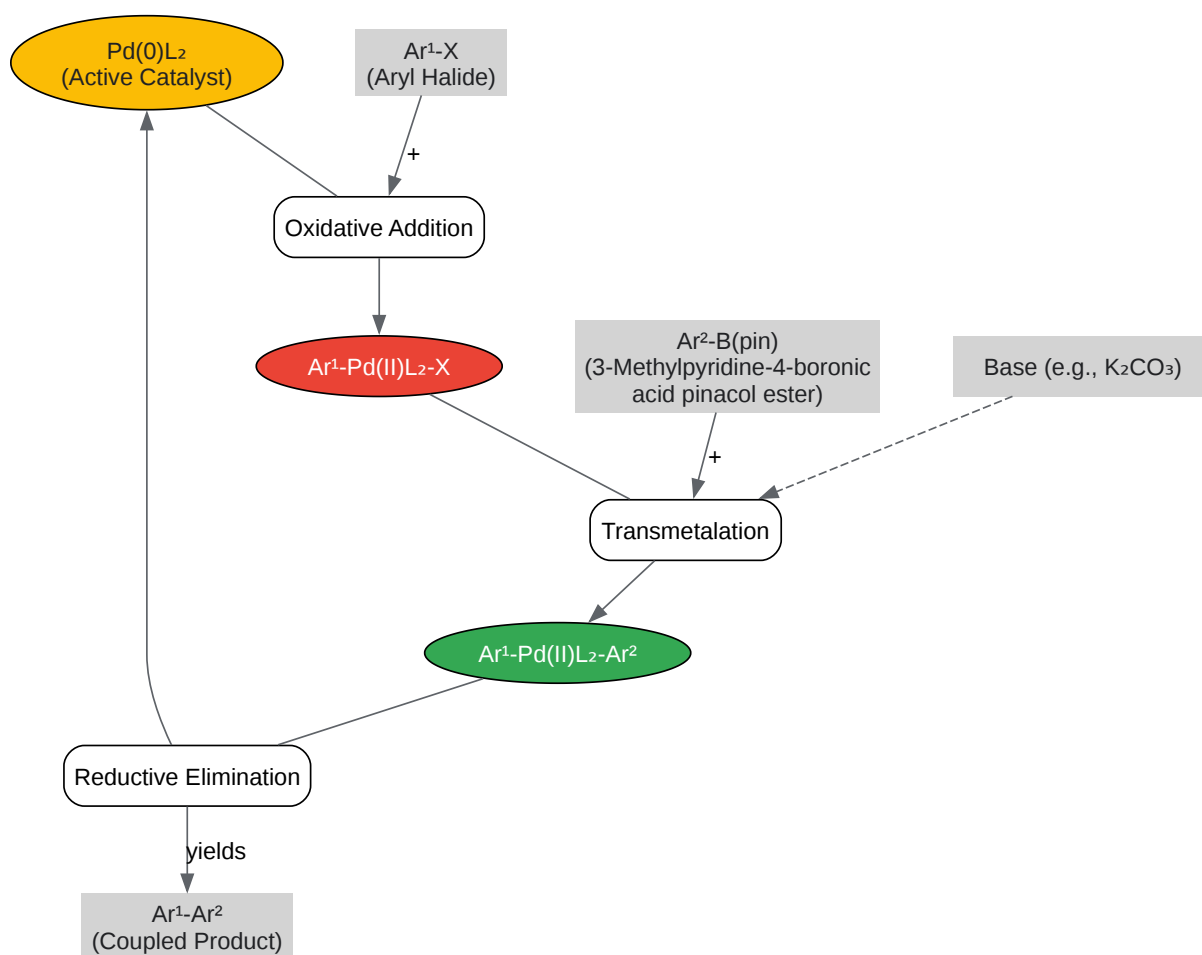 Pd(0)L₂
(Active Catalyst)
Ar¹-X
(Aryl Halide)
+
Oxidative Addition
Ar¹-Pd(II)L₂-X
Ar²-B(pin)
(3-Methylpyridine-4-boronic
acid pinacol ester)
Base (e.g., K₂CO₃)
+
Transmetalation
Ar¹-Pd(II)L₂-Ar²
Reductive Elimination
yields
Ar¹-Ar²
(Coupled Product)